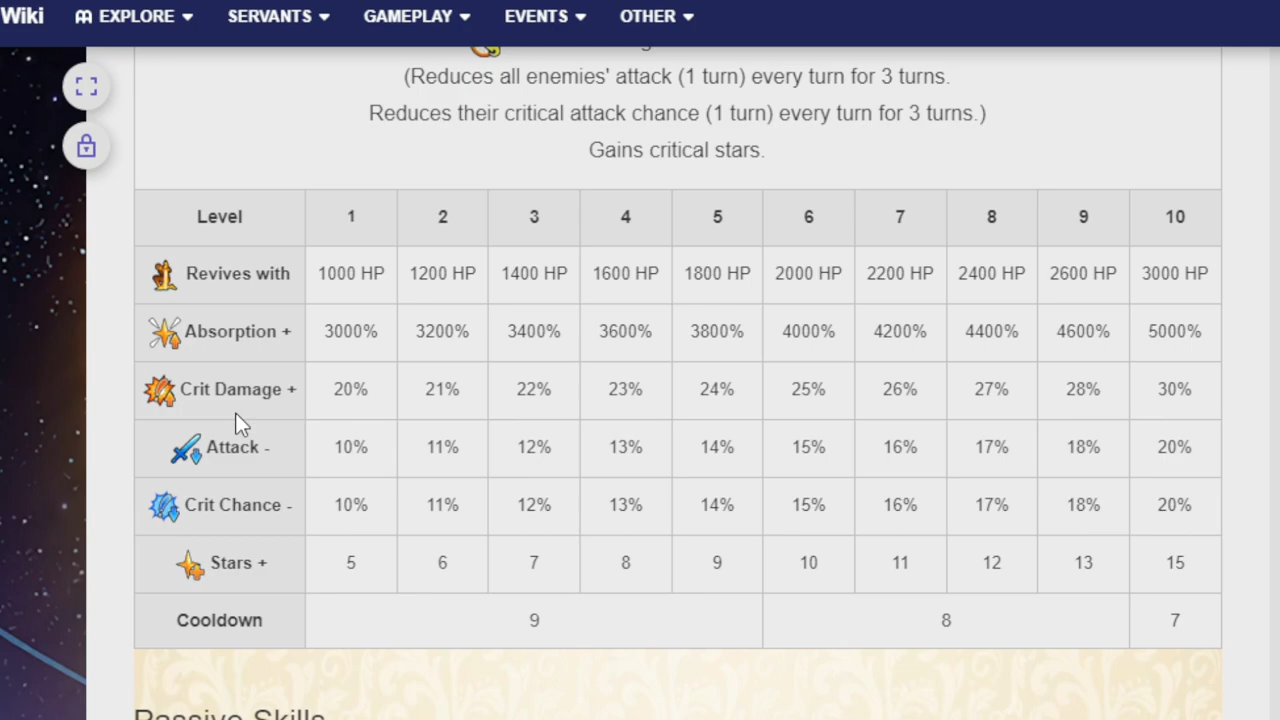 Wiki EXPLORE SERVANTS GAMEPLAY EVENTS OTHER
(Reduces all enemies' attack (1 turn) every turn for 3 turns.
Reduces their critical attack chance (1 turn) every turn for 3 turns.)
Gains critical stars.
Level 1 2 3 4 5 6 7 8 9 10
Revives with 1000 HP 1200 HP 1400 HP 1600 HP 1800 HP 2000 HP 2200 HP 2400 HP 2600 HP 3000 HP
Absorption + 3000% 3200% 3400% 3600% 3800% 4000% 4200% 4400% 4600% 5000%
Crit Damage + 20% 21% 22% 23% 24% 25% 26% 27% 28% 30%
Attack - 10% 11% 12% 13% 14% 15% 16% 17% 18% 20%
Crit Chance - 10% 11% 12% 13% 14% 15% 16% 17% 18% 20%
Stars + 5 6 7 8 9 10 11 12 13 15
Cooldown 9 8 7
Passive Skills